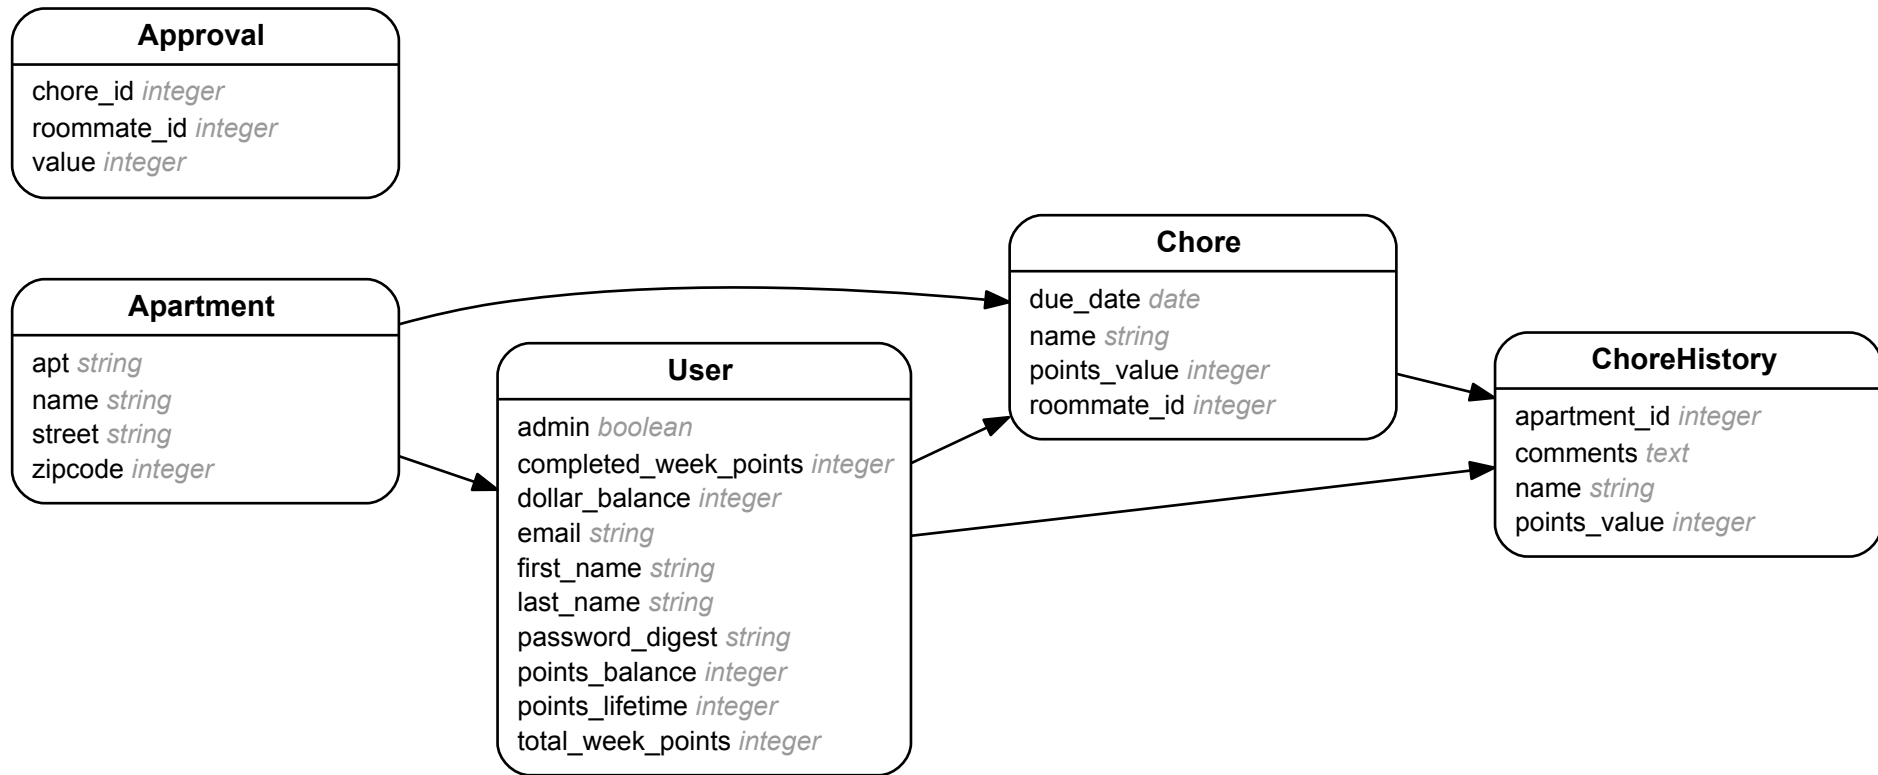 Approval
chore_id integer
roommate_id integer
value integer
Apartment
apt string
name string
street string
zipcode integer
User
admin boolean
completed_week_points integer
dollar_balance integer
email string
first_name string
last_name string
password_digest string
points_balance integer
points_lifetime integer
total_week_points integer
Chore
due_date date
name string
points_value integer
roommate_id integer
ChoreHistory
apartment_id integer
comments text
name string
points_value integer